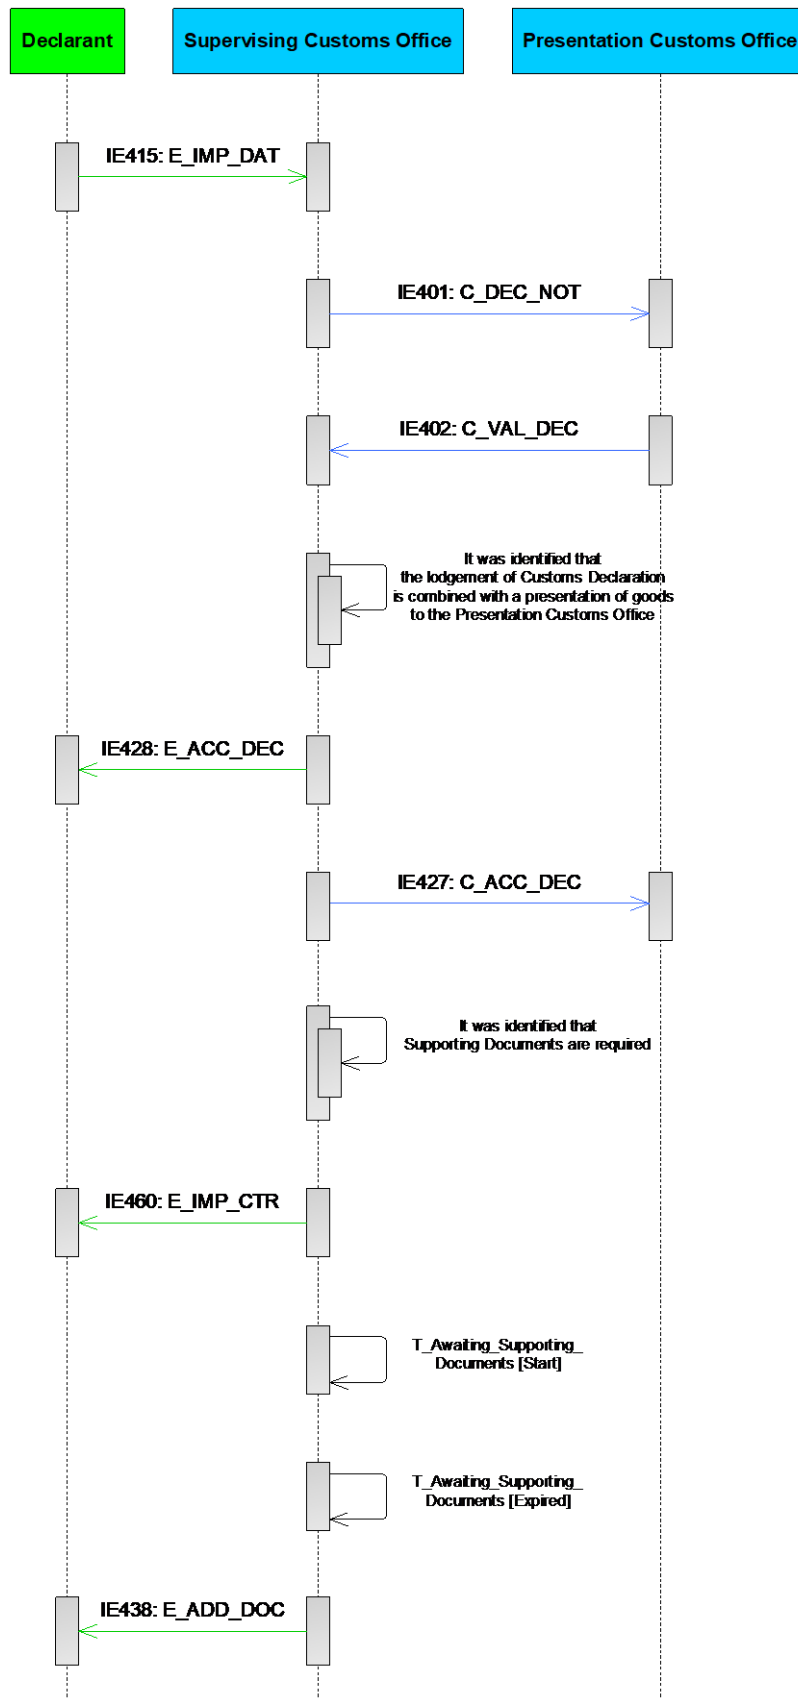 Declarant
Supervising Customs Office
Presentation Customs Office
IE415: E_IMP_DAT
IE401: C_DEC_NOT
IE402: C_VAL_DEC
It was identified that
the lodgement of Customs Declaration
is combined with a presentation of goods
to the Presentation Customs Office
IE428: E_ACC_DEC
IE427: C_ACC_DEC
It was identified that
Supporting Documents are required
IE460: E_IMP_CTR
T_Awaiting_Supporting_
Documents [Start]
T_Awaiting_Supporting_
Documents [Expired]
IE438: E_ADD_DOC